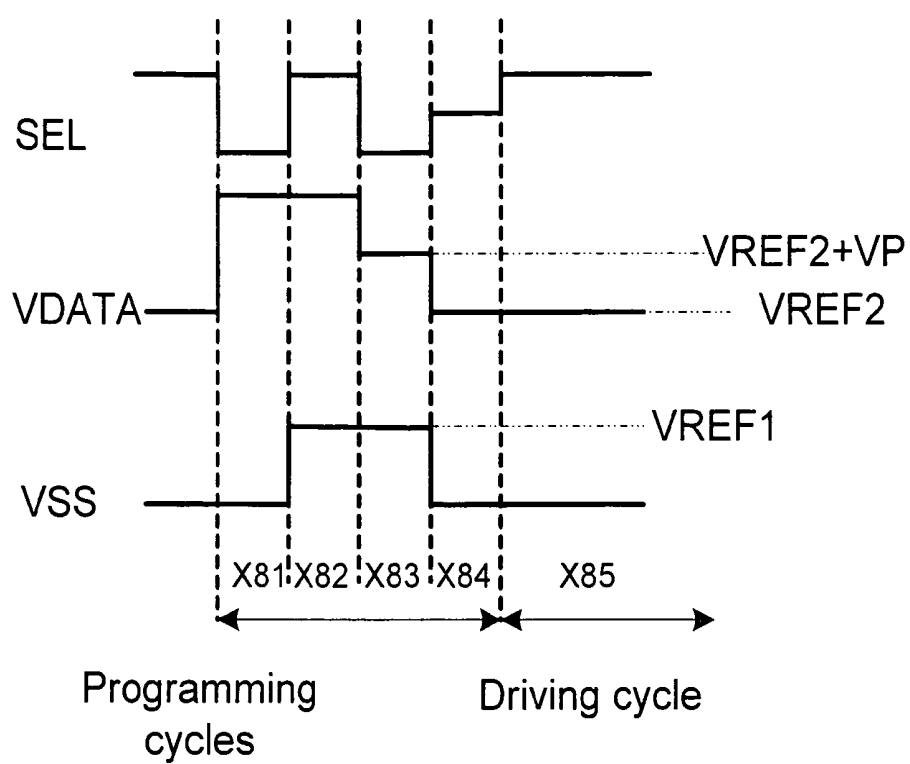 SEL
VREF2+VP
VDATA
VREF2
VREF1
VSS
X81 X82 X83 X84 X85
Programming
cycles
Driving cycle